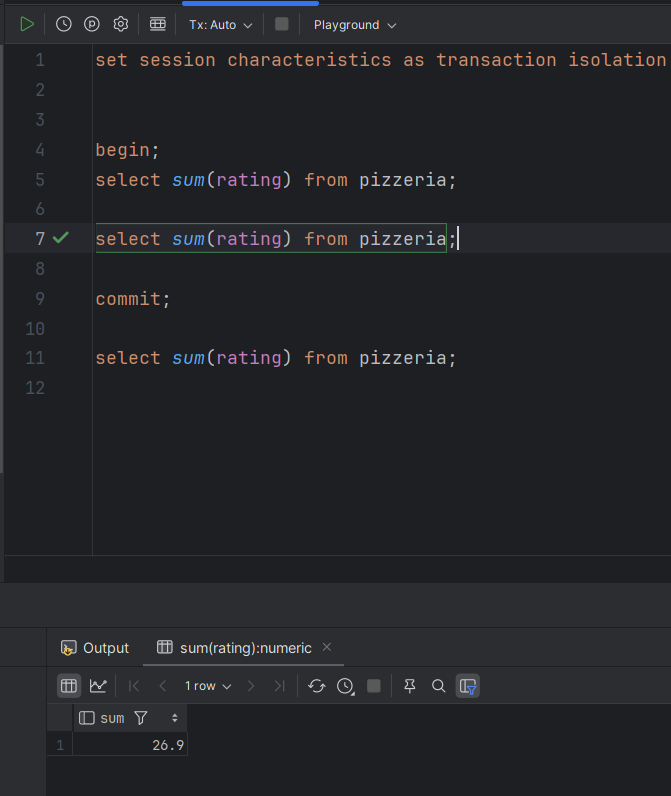 Tx: Auto Playground
1 set session characteristics as transaction isolation
2
3
4 begin;
5 select sum(rating) from pizzeria;
6
7 select sum(rating) from pizzeria;
8
9 commit;
10
11 select sum(rating) from pizzeria;
12
Output sum(rating):numeric
1 row
sum
1 26.9